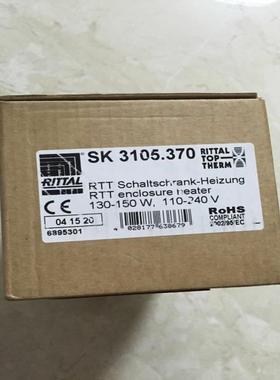 SK 3105.370
RITTAL
TOP
THERM
RITTAL
RTT Schaltschrank-Heizung
RTT enclosure heater
130-150 W, 110-240 V
CE
04 15 20
6895301
4 028177 638679
RoHS
COMPLIANT
2002/95/EC